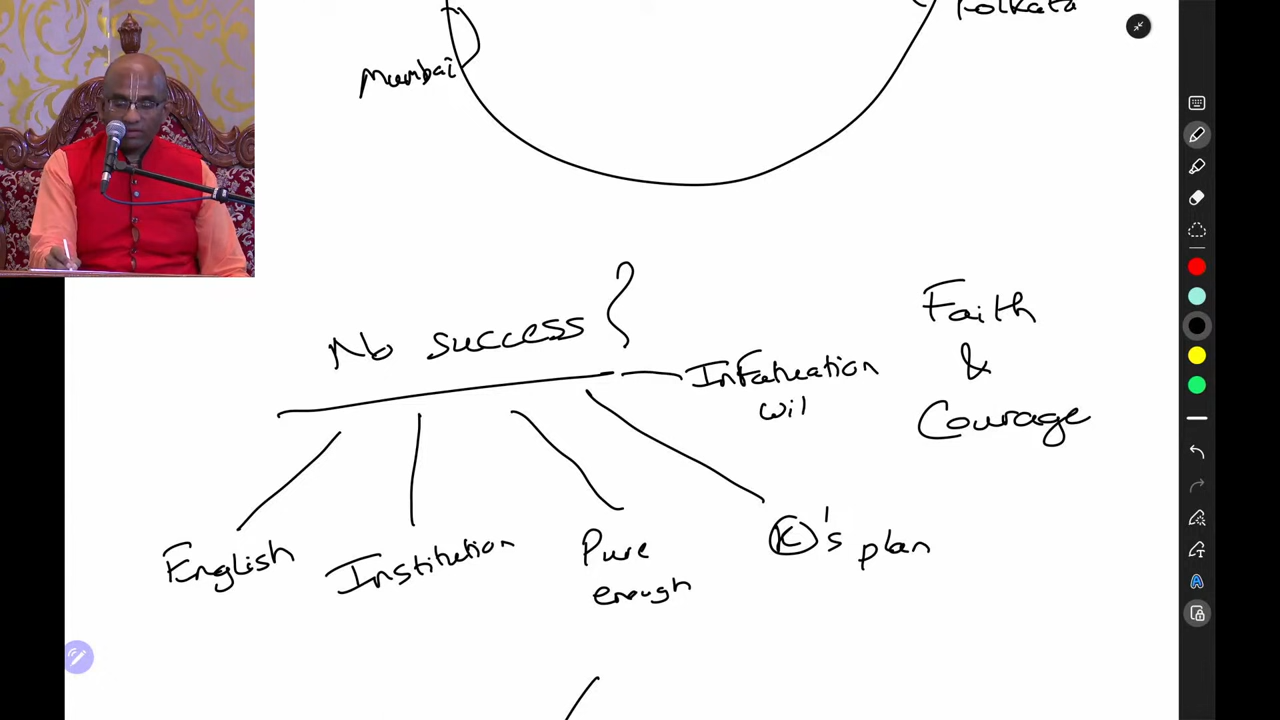 Kolkata
Mumbai
No success ?
Faith
&
Courage
Infatuation
wil
English
Institution
Pure
enough
K's plan
A